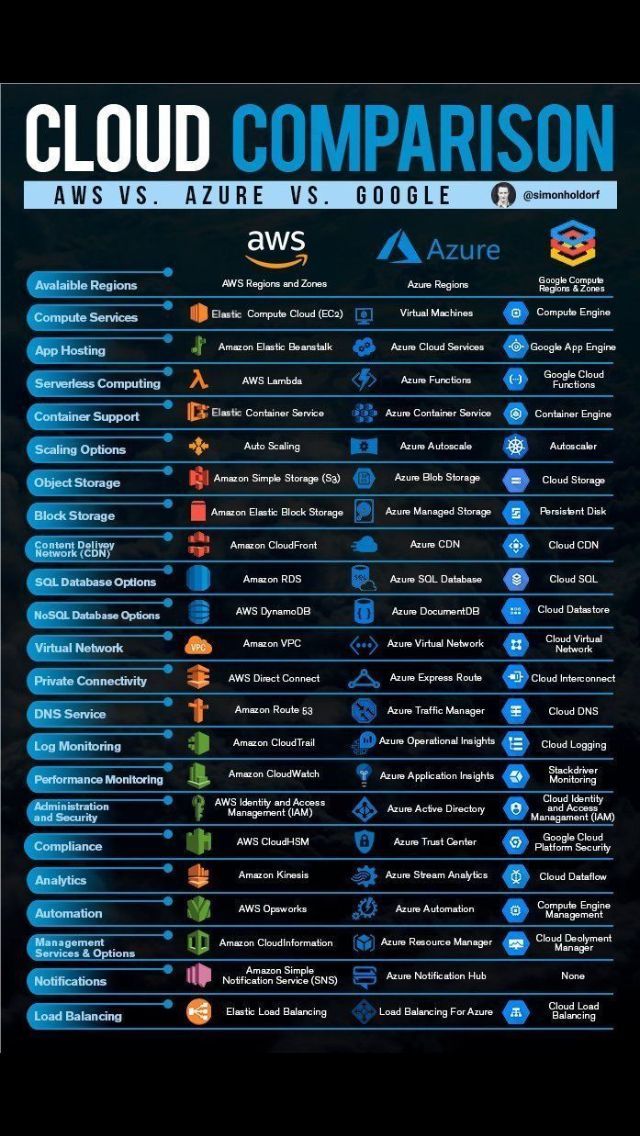 CLOUD COMPARISON
AWS VS. AZURE VS. GOOGLE @simonholdorf
aws Azure
Avalaible Regions AWS Regions and Zones Azure Regions Google Compute
Regions & Zones
Compute Services Elastic Compute Cloud (EC2) Virtual Machines Compute Engine
App Hosting Amazon Elastic Beanstalk Azure Cloud Services Google App Engine
Serverless Computing AWS Lambda Azure Functions Google Cloud
Functions
Container Support Elastic Container Service Azure Container Service Container Engine
Scaling Options Auto Scaling Azure Autoscale Autoscaler
Object Storage Amazon Simple Storage (S3) Azure Blob Storage Cloud Storage
Block Storage Amazon Elastic Block Storage Azure Managed Storage Persistent Disk
Content Delivey
Network (CDN) Amazon CloudFront Azure CDN Cloud CDN
SQL Database Options Amazon RDS SQL Azure SQL Database Cloud SQL
NoSQL Database Options AWS DynamoDB Azure DocumentDB Cloud Datastore
Virtual Network VPC Amazon VPC Azure Virtual Network Cloud Virtual
Network
Private Connectivity AWS Direct Connect Azure Express Route Cloud Interconnect
DNS Service Amazon Route 53 Azure Traffic Manager Cloud DNS
Log Monitoring Amazon CloudTrail Azure Operational Insights Cloud Logging
Performance Monitoring Amazon CloudWatch Azure Application Insights Stackdriver
Monitoring
Administration
and Security AWS Identity and Access
Management (IAM) Azure Active Directory Cloud Identity
and Access
Managament (IAM)
Compliance AWS CloudHSM Azure Trust Center Google Cloud
Platform Security
Analytics Amazon Kinesis Azure Stream Analytics Cloud Dataflow
Automation AWS Opsworks Azure Automation Compute Engine
Management
Management
Services & Options Amazon CloudInformation Azure Resource Manager Cloud Deolyment
Manager
Notifications Amazon Simple
Notification Service (SNS) Azure Notification Hub None
Load Balancing Elastic Load Balancing Load Balancing For Azure Cloud Load
Balancing